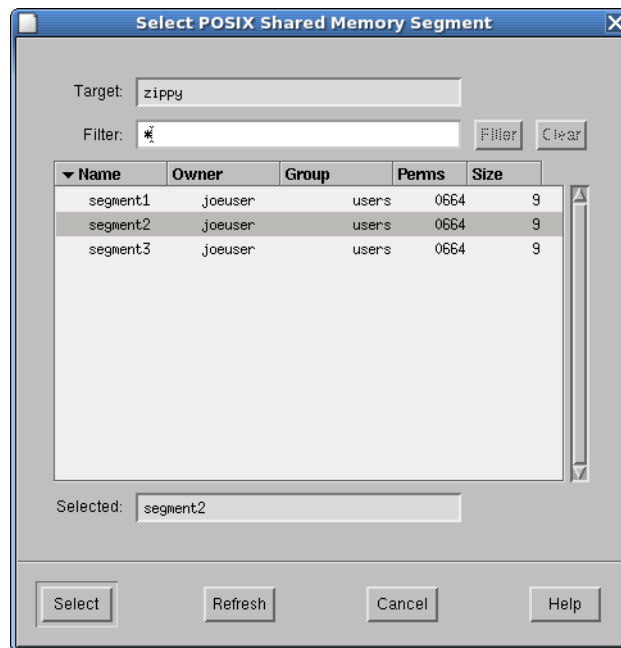 Select POSIX Shared Memory Segment
Target: zippy
Filter: * Filter Clear
Name Owner Group Perms Size
segment1 joeuser users 0664 9
segment2 joeuser users 0664 9
segment3 joeuser users 0664 9
Selected: segment2
Select Refresh Cancel Help